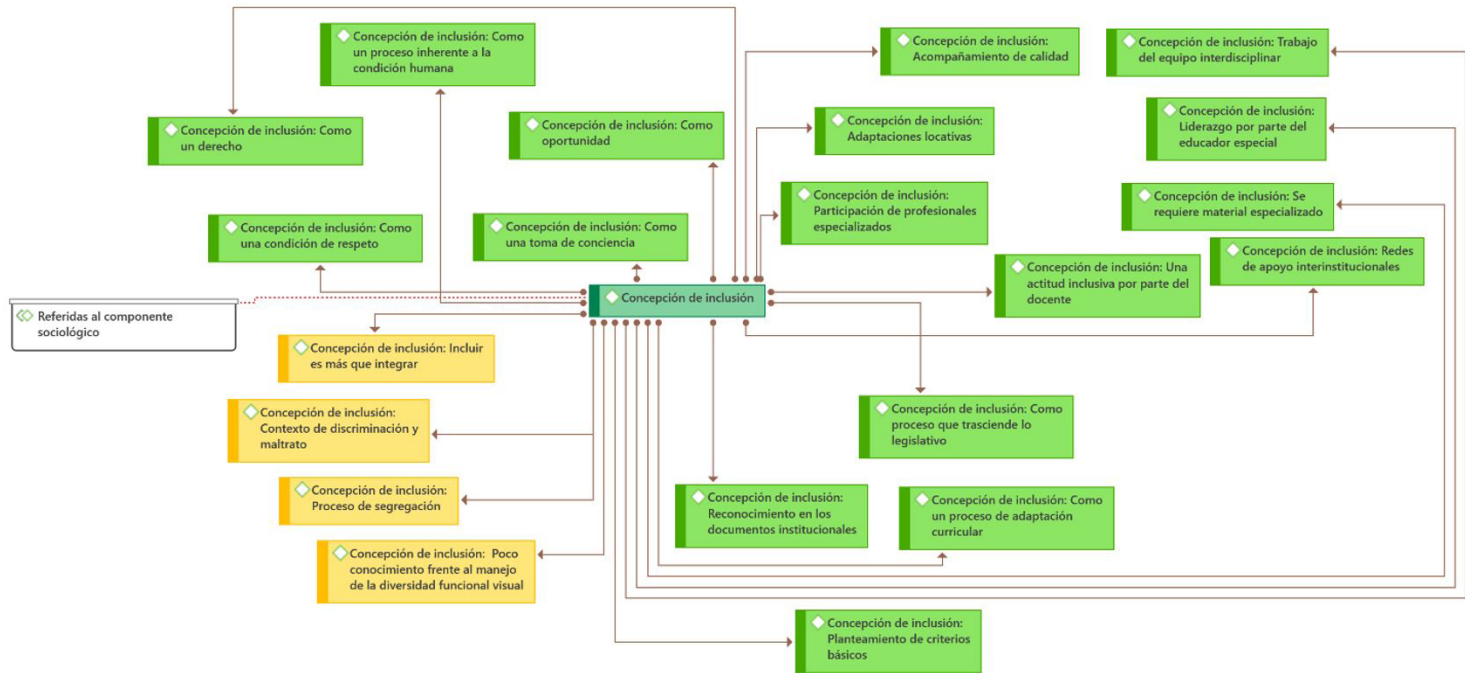 Concepción de inclusión: Como
un proceso inherente a la
condición humana
Concepción de inclusión:
Acompañamiento de calidad
Concepción de inclusión: Trabajo
del equipo interdisciplinar
Concepción de inclusión: Como
un derecho
Concepción de inclusión: Como
oportunidad
Concepción de inclusión:
Adaptaciones locativas
Concepción de inclusión:
Liderazgo por parte del
educador especial
Concepción de inclusión:
Participación de profesionales
especializados
Concepción de inclusión: Se
requiere material especializado
Concepción de inclusión: Como
una condición de respeto
Concepción de inclusión: Como
una toma de conciencia
Concepción de inclusión: Redes
de apoyo interinstitucionales
Concepción de inclusión: Una
actitud inclusiva por parte del
docente
Concepción de inclusión
Referidas al componente
sociológico
Concepción de inclusión: Incluir
es más que integrar
Concepción de inclusión:
Contexto de discriminación y
maltrato
Concepción de inclusión: Como
proceso que trasciende lo
legislativo
Concepción de inclusión:
Proceso de segregación
Concepción de inclusión:
Reconocimiento en los
documentos institucionales
Concepción de inclusión: Como
un proceso de adaptación
curricular
Concepción de inclusión: Poco
conocimiento frente al manejo
de la diversidad funcional visual
Concepción de inclusión:
Planteamiento de criterios
básicos